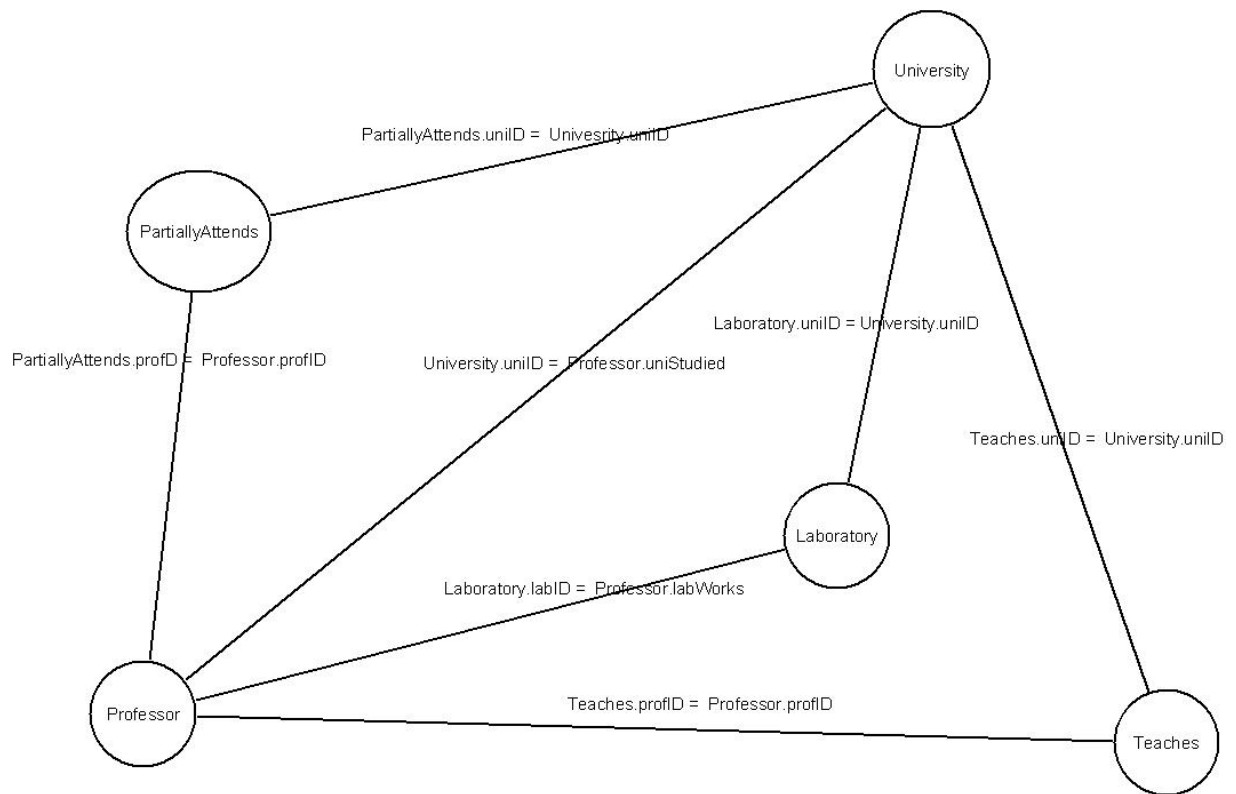 University
PartiallyAttends.uniID = Univesrity.uniID
PartiallyAttends
Laboratory.uniID = University.uniID
PartiallyAttends.profD = Professor.profID
University.uniID = Professor.uniStudied
Teaches.uniID = University.uniID
Laboratory
Laboratory.labID = Professor.labWorks
Teaches.profID = Professor.profID
Professor
Teaches